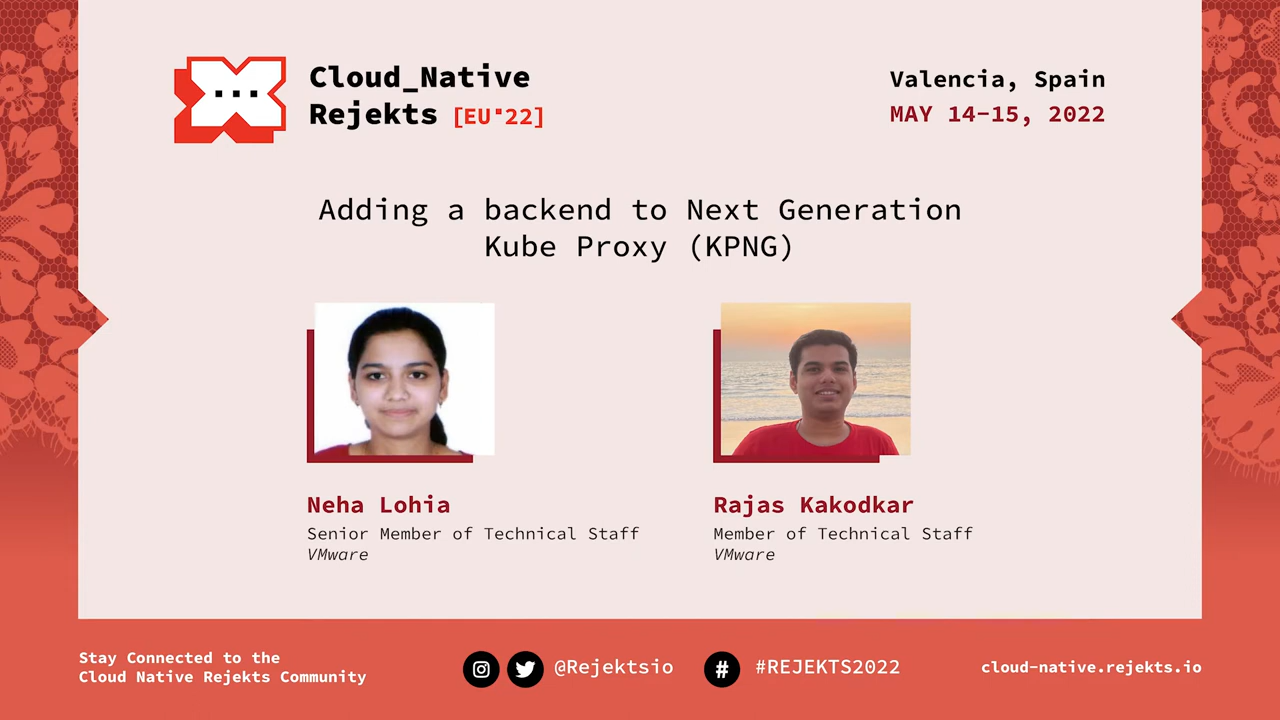 Cloud_Native
Rejekts [EU"22]
Valencia, Spain
MAY 14-15, 2022
Adding a backend to Next Generation
Kube Proxy (KPNG)
Neha Lohia
Senior Member of Technical Staff
VMware
Rajas Kakodkar
Member of Technical Staff
VMware
Stay Connected to the
Cloud Native Rejekts Community
@Rejektsio
# #REJEKTS2022
cloud-native.rejekts.io